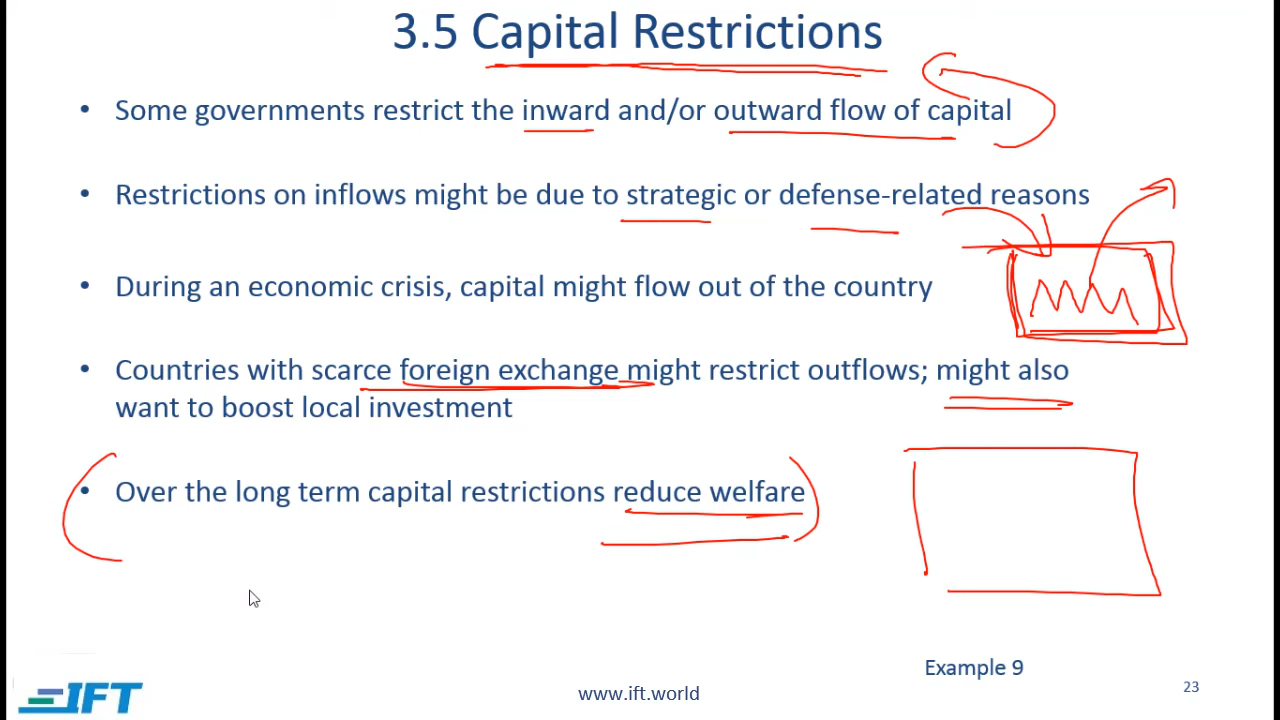 3.5 Capital Restrictions
• Some governments restrict the inward and/or outward flow of capital
• Restrictions on inflows might be due to strategic or defense-related reasons
• During an economic crisis, capital might flow out of the country
• Countries with scarce foreign exchange might restrict outflows; might also
want to boost local investment
• Over the long term capital restrictions reduce welfare
Example 9
IFT
www.ift.world
23